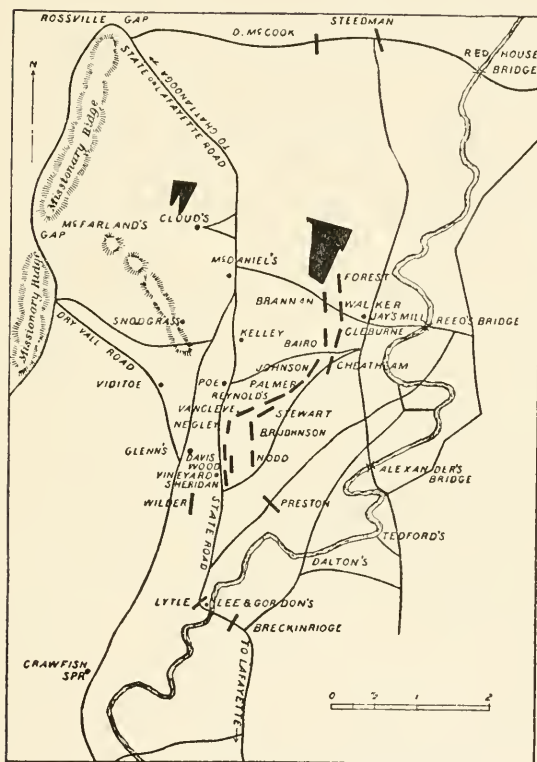 ROSSVILLE GAP
STEEDMAN
D. McCOOK
RED HOUSE
BRIDGE
N
STATE OR LAFAYETTE ROAD
TO CHATTANOOGA
Missionary Ridge
McFARLAND'S
GAP
CLOUD'S
McDANIEL'S
FOREST
BRANNAN
WALKER
JAY'S MILL
REED'S BRIDGE
Missionary Ridge
SNODGRASS
KELLEY
CLEBURNE
BAIRD
DRY VALL ROAD
JOHNSON
CHEATHAM
VIDITOE
POE
PALMER
REYNOLD'S
VANCLEVE
STEWART
NEGLEY
B.R.JOHNSON
GLENN'S
DAVIS
WOOD
HOOD
VINEYARD
SHERIDAN
ALEXANDER'S
BRIDGE
WILDER
STATE ROAD
PRESTON
TEDFORD'S
DALTON'S
LYTLE
LEE & GORDON'S
BRECKINRIDGE
CRAWFISH
SPR
TO LAFAYETTE
0 1 2